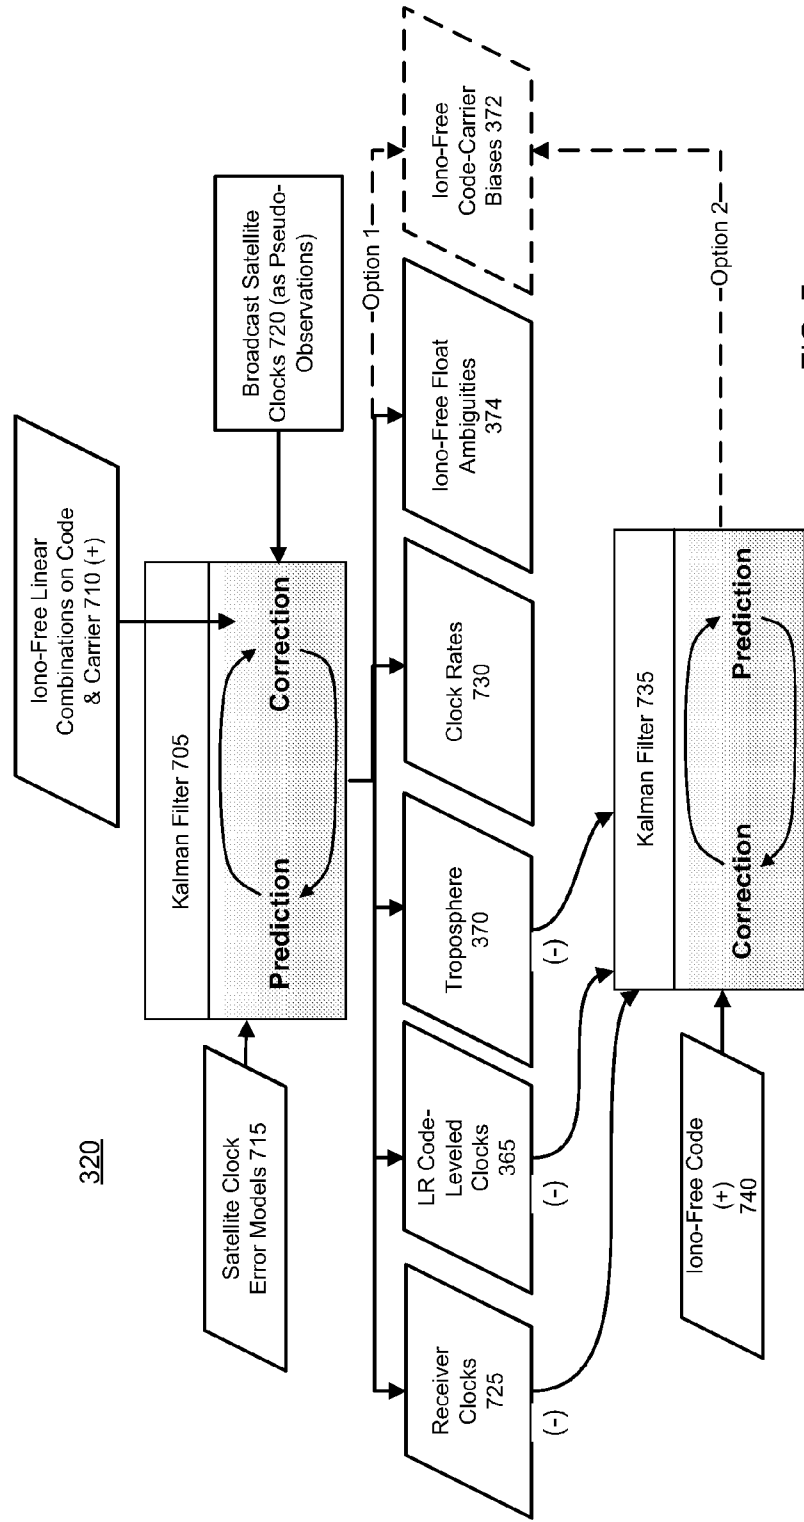 320
Iono-Free Linear
Combinations on Code
& Carrier 710 (+)
Satellite Clock
Error Models 715
Kalman Filter 705
Prediction
Correction
Broadcast Satellite
Clocks 720 (as Pseudo-
Observations)
Option 1
Receiver
Clocks
725
LR Code-
Leveled
Clocks
365
Troposphere
370
Clock Rates
730
Iono-Free Float
Ambiguities
374
Iono-Free
Code-Carrier
Biases 372
(-)
(-)
(-)
Iono-Free Code
(+)
740
Kalman Filter 735
Correction
Prediction
Option 2